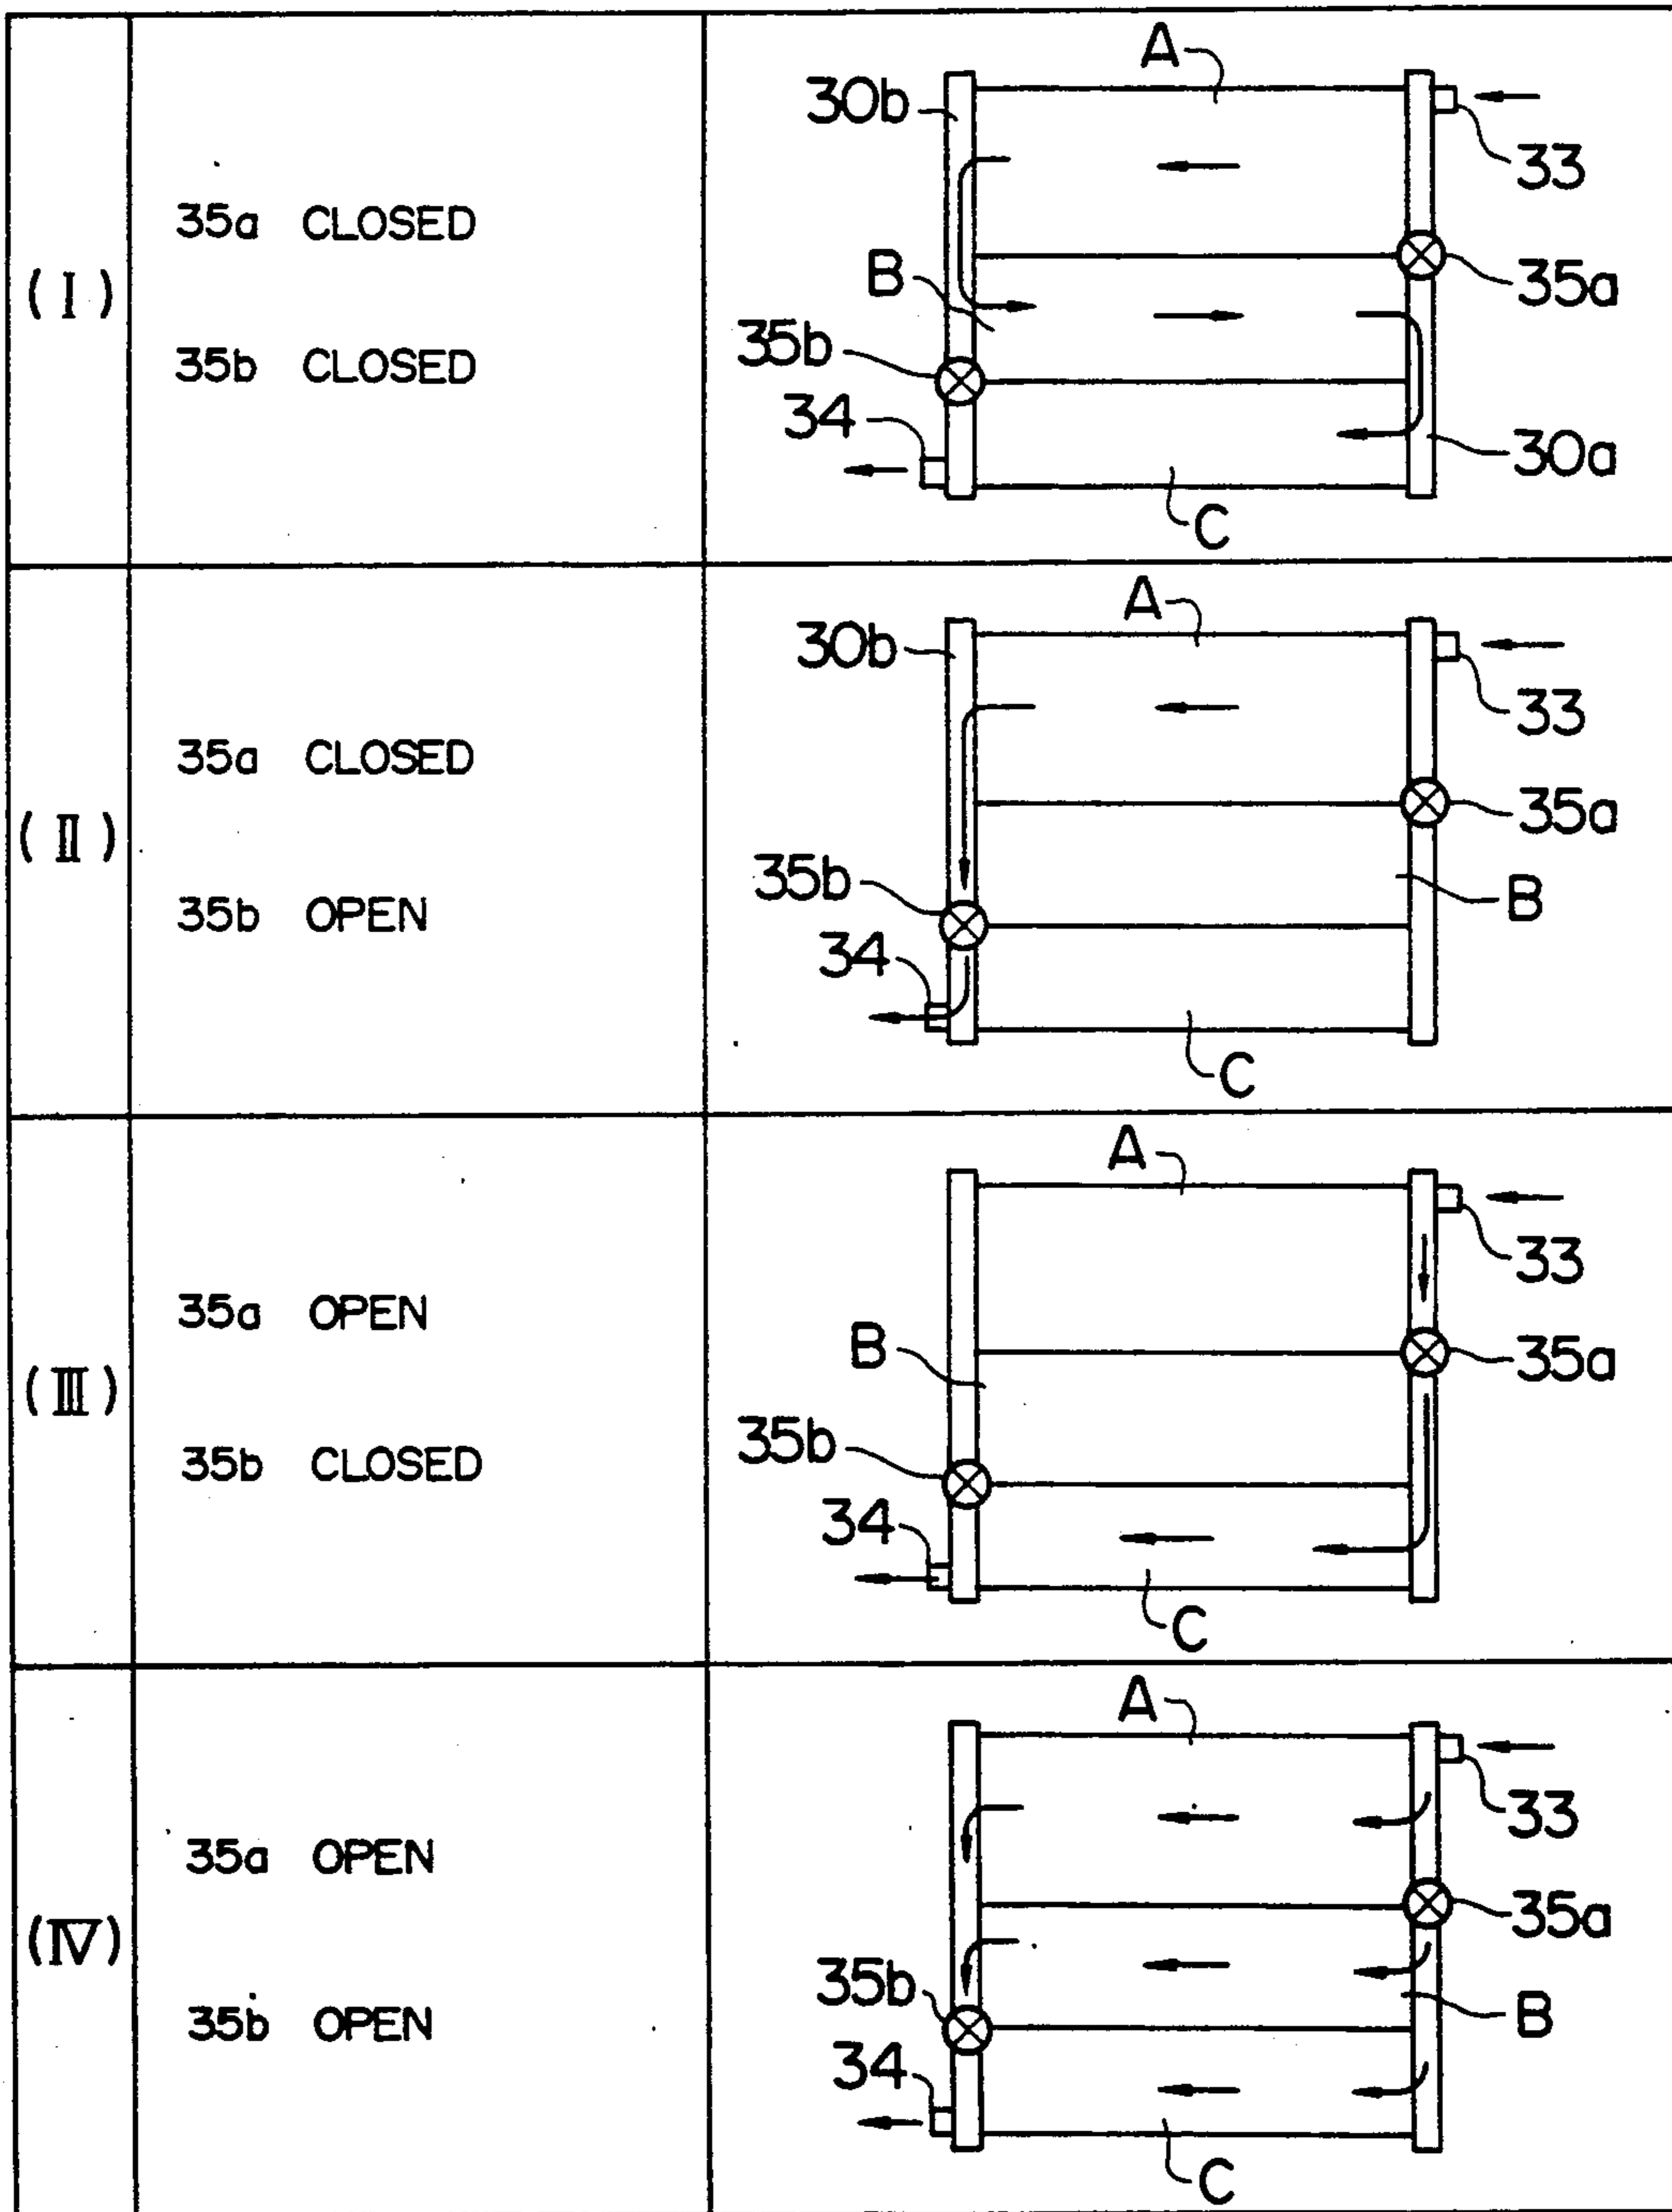 (I)
35a CLOSED
35b CLOSED
A
30b
33
B
35a
35b
34
30a
C
(II)
35a CLOSED
35b OPEN
A
30b
33
35a
35b
B
34
C
(III)
35a OPEN
35b CLOSED
A
33
B
35a
35b
34
C
(IV)
35a OPEN
35b OPEN
A
33
35a
35b
B
34
C